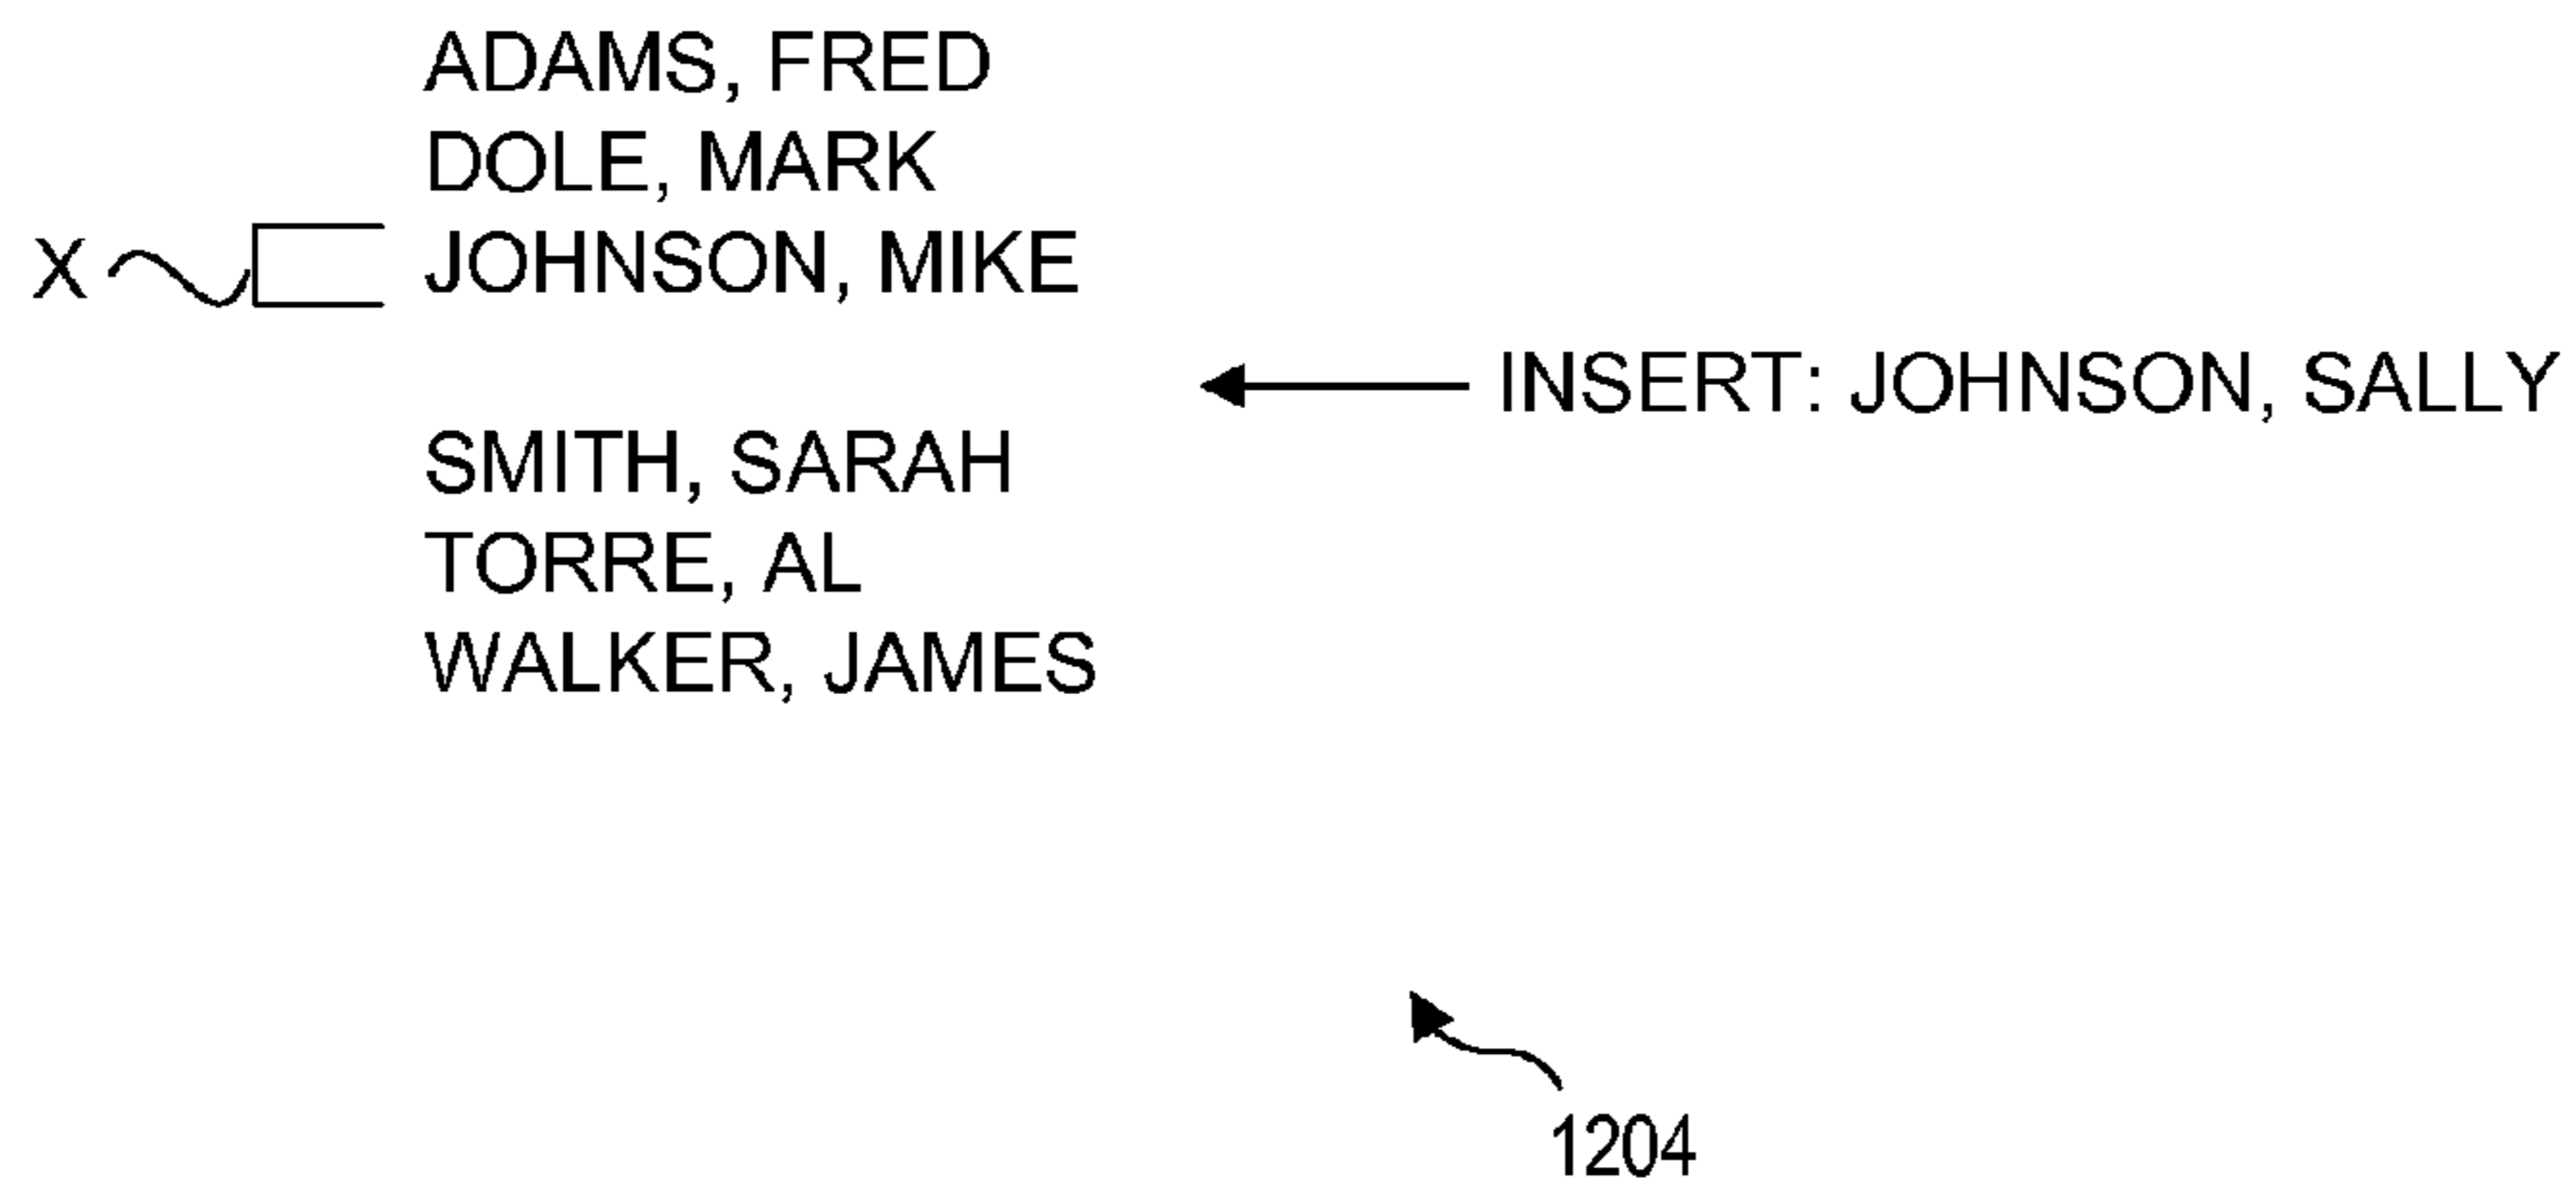 ADAMS, FRED
DOLE, MARK
X JOHNSON, MIKE
INSERT: JOHNSON, SALLY
SMITH, SARAH
TORRE, AL
WALKER, JAMES
1204